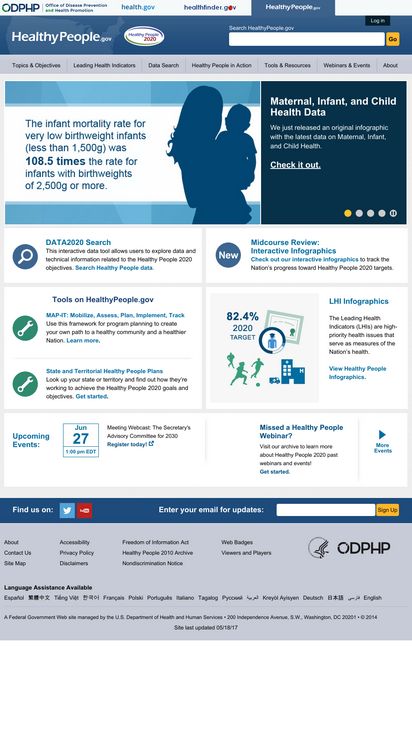 ODPHP Office of Disease Prevention
and Health Promotion
health.gov
healthfinder.gov
HealthyPeople.gov
Log in
HealthyPeople.gov
Healthy People
2020
Search HealthyPeople.gov
Go
Topics & Objectives
Leading Health Indicators
Data Search
Healthy People in Action
Tools & Resources
Webinars & Events
About
The infant mortality rate for
very low birthweight infants
(less than 1,500g) was
108.5 times the rate for
infants with birthweights
of 2,500g or more.
Maternal, Infant, and Child
Health Data
We just released an original infographic
with the latest data on Maternal, Infant,
and Child Health.
Check it out.
DATA2020 Search
This interactive data tool allows users to explore data and
technical information related to the Healthy People 2020
objectives. Search Healthy People data.
New
Midcourse Review:
Interactive Infographics
Check out our interactive infographics to track the
Nation's progress toward Healthy People 2020 targets.
Tools on HealthyPeople.gov
MAP-IT: Mobilize, Assess, Plan, Implement, Track
Use this framework for program planning to create
your own path to a healthy community and a healthier
Nation. Learn more.
State and Territorial Healthy People Plans
Look up your state or territory and find out how they're
working to achieve the Healthy People 2020 goals and
objectives. Get started.
82.4%
2020
TARGET
LHI Infographics
The Leading Health
Indicators (LHIs) are high-
priority health issues that
serve as measures of the
Nation's health.
View Healthy People
Infographics.
Upcoming
Events:
Jun
27
1:00 pm EDT
Meeting Webcast: The Secretary's
Advisory Committee for 2030
Register today!
Missed a Healthy People
Webinar?
Visit our archive to learn more
about Healthy People 2020 past
webinars and events!
Get started.
More
Events
Find us on:
You
Enter your email for updates:
Sign Up
About
Accessibility
Freedom of Information Act
Web Badges
Contact Us
Privacy Policy
Healthy People 2010 Archive
Viewers and Players
Site Map
Disclaimers
Nondiscrimination Notice
ODPHP
Language Assistance Available
Español 繁體中文 Tiếng Việt 한국어 Français Polski Português Italiano Tagalog Русский العربية Kreyòl Ayisyen Deutsch 日本語 فارسی English
A Federal Government Web site managed by the U.S. Department of Health and Human Services • 200 Independence Avenue, S.W., Washington, DC 20201 • © 2014
Site last updated 05/18/17